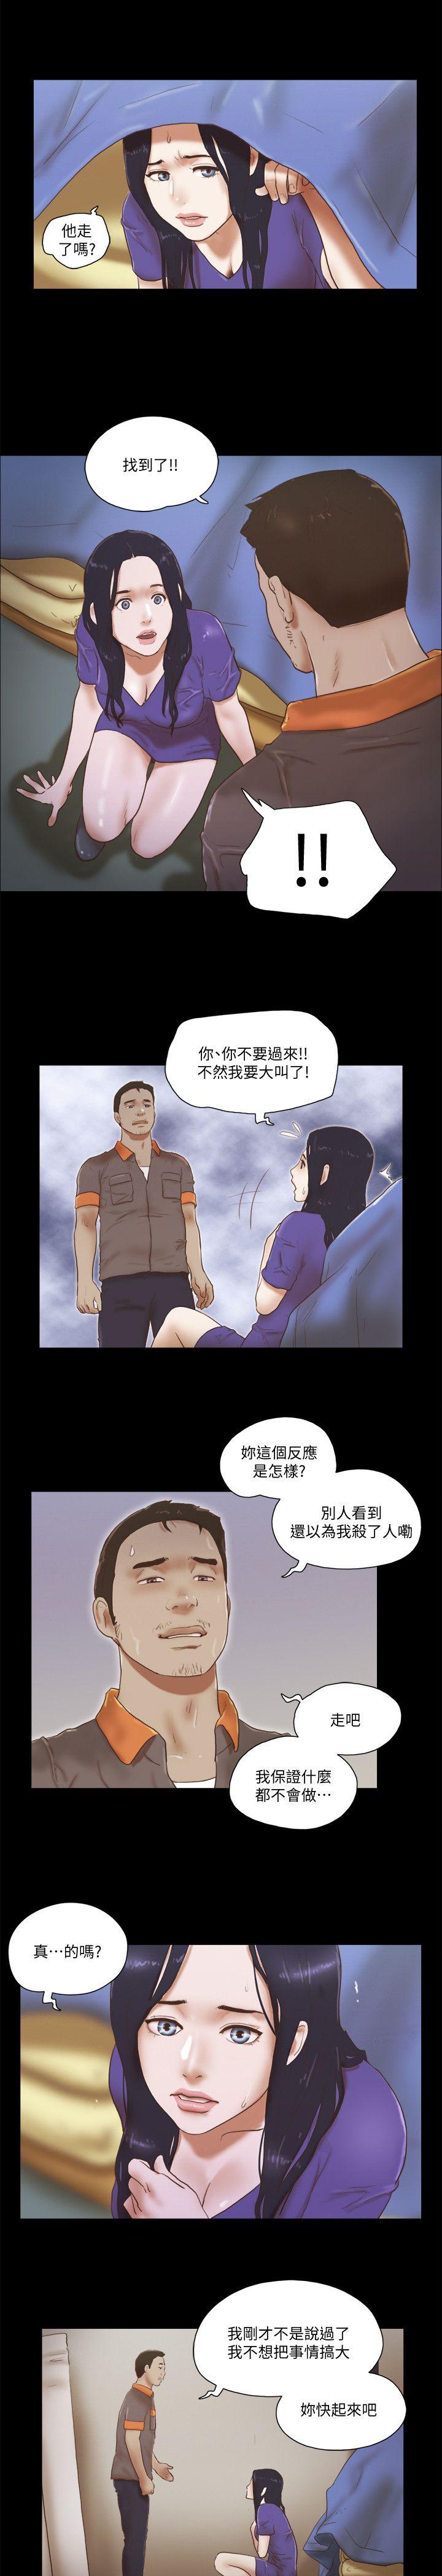 他走
了嗎?
找到了!!
!!
你、你不要過來!!
不然我要大叫了!
妳這個反應
是怎樣?
別人看到
還以為我殺了人嘞
走吧
我保證什麼
都不會做…
真…的嗎?
我剛才不是說過了
我不想把事情搞大
妳快起來吧